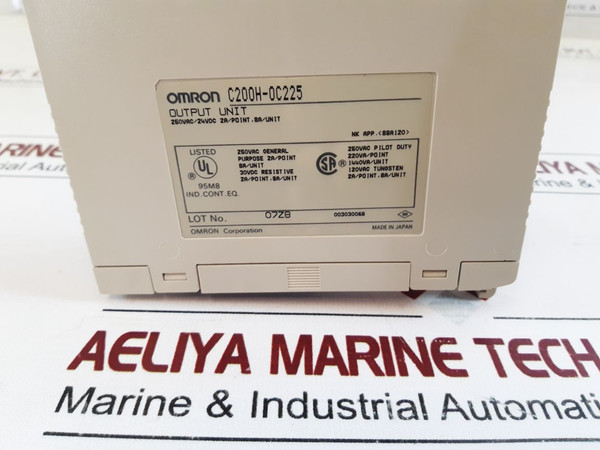 OMRON C200H-OC225
OUTPUT UNIT
250VAC/24VDC 2A/POINT.8A/UNIT
NK APP.<88A120>
LISTED
UL
®
95M8
IND.CONT.EQ.
250VAC GENERAL
PURPOSE 2A/POINT
8A/UNIT
30VDC RESISTIVE
2A/POINT.8A/UNIT
SA
®
250VAC PILOT DUTY
220VA/POINT
1440VA/UNIT
120VAC TUNGSTEN
2A/POINT.8A/UNIT
LOT No. 07Z8 003030068
OMRON Corporation MADE IN JAPAN
AELIYA MARINE TECH
Marine & Industrial Automati